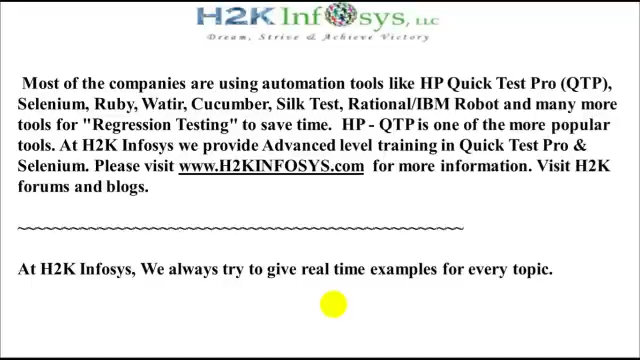 H2K Infosys, LLC
Dream, Strive & Achieve Victory
Most of the companies are using automation tools like HP Quick Test Pro (QTP),
Selenium, Ruby, Watir, Cucumber, Silk Test, Rational/IBM Robot and many more
tools for "Regression Testing" to save time. HP - QTP is one of the more popular
tools. At H2K Infosys we provide Advanced level training in Quick Test Pro &
Selenium. Please visit www.H2KINFOSYS.com for more information. Visit H2K
forums and blogs.
~~~~~~~~~~~~~~~~~~~~~~~~~~~~~~~~~~~~~~~~~~~~~~~~~
At H2K Infosys, We always try to give real time examples for every topic.